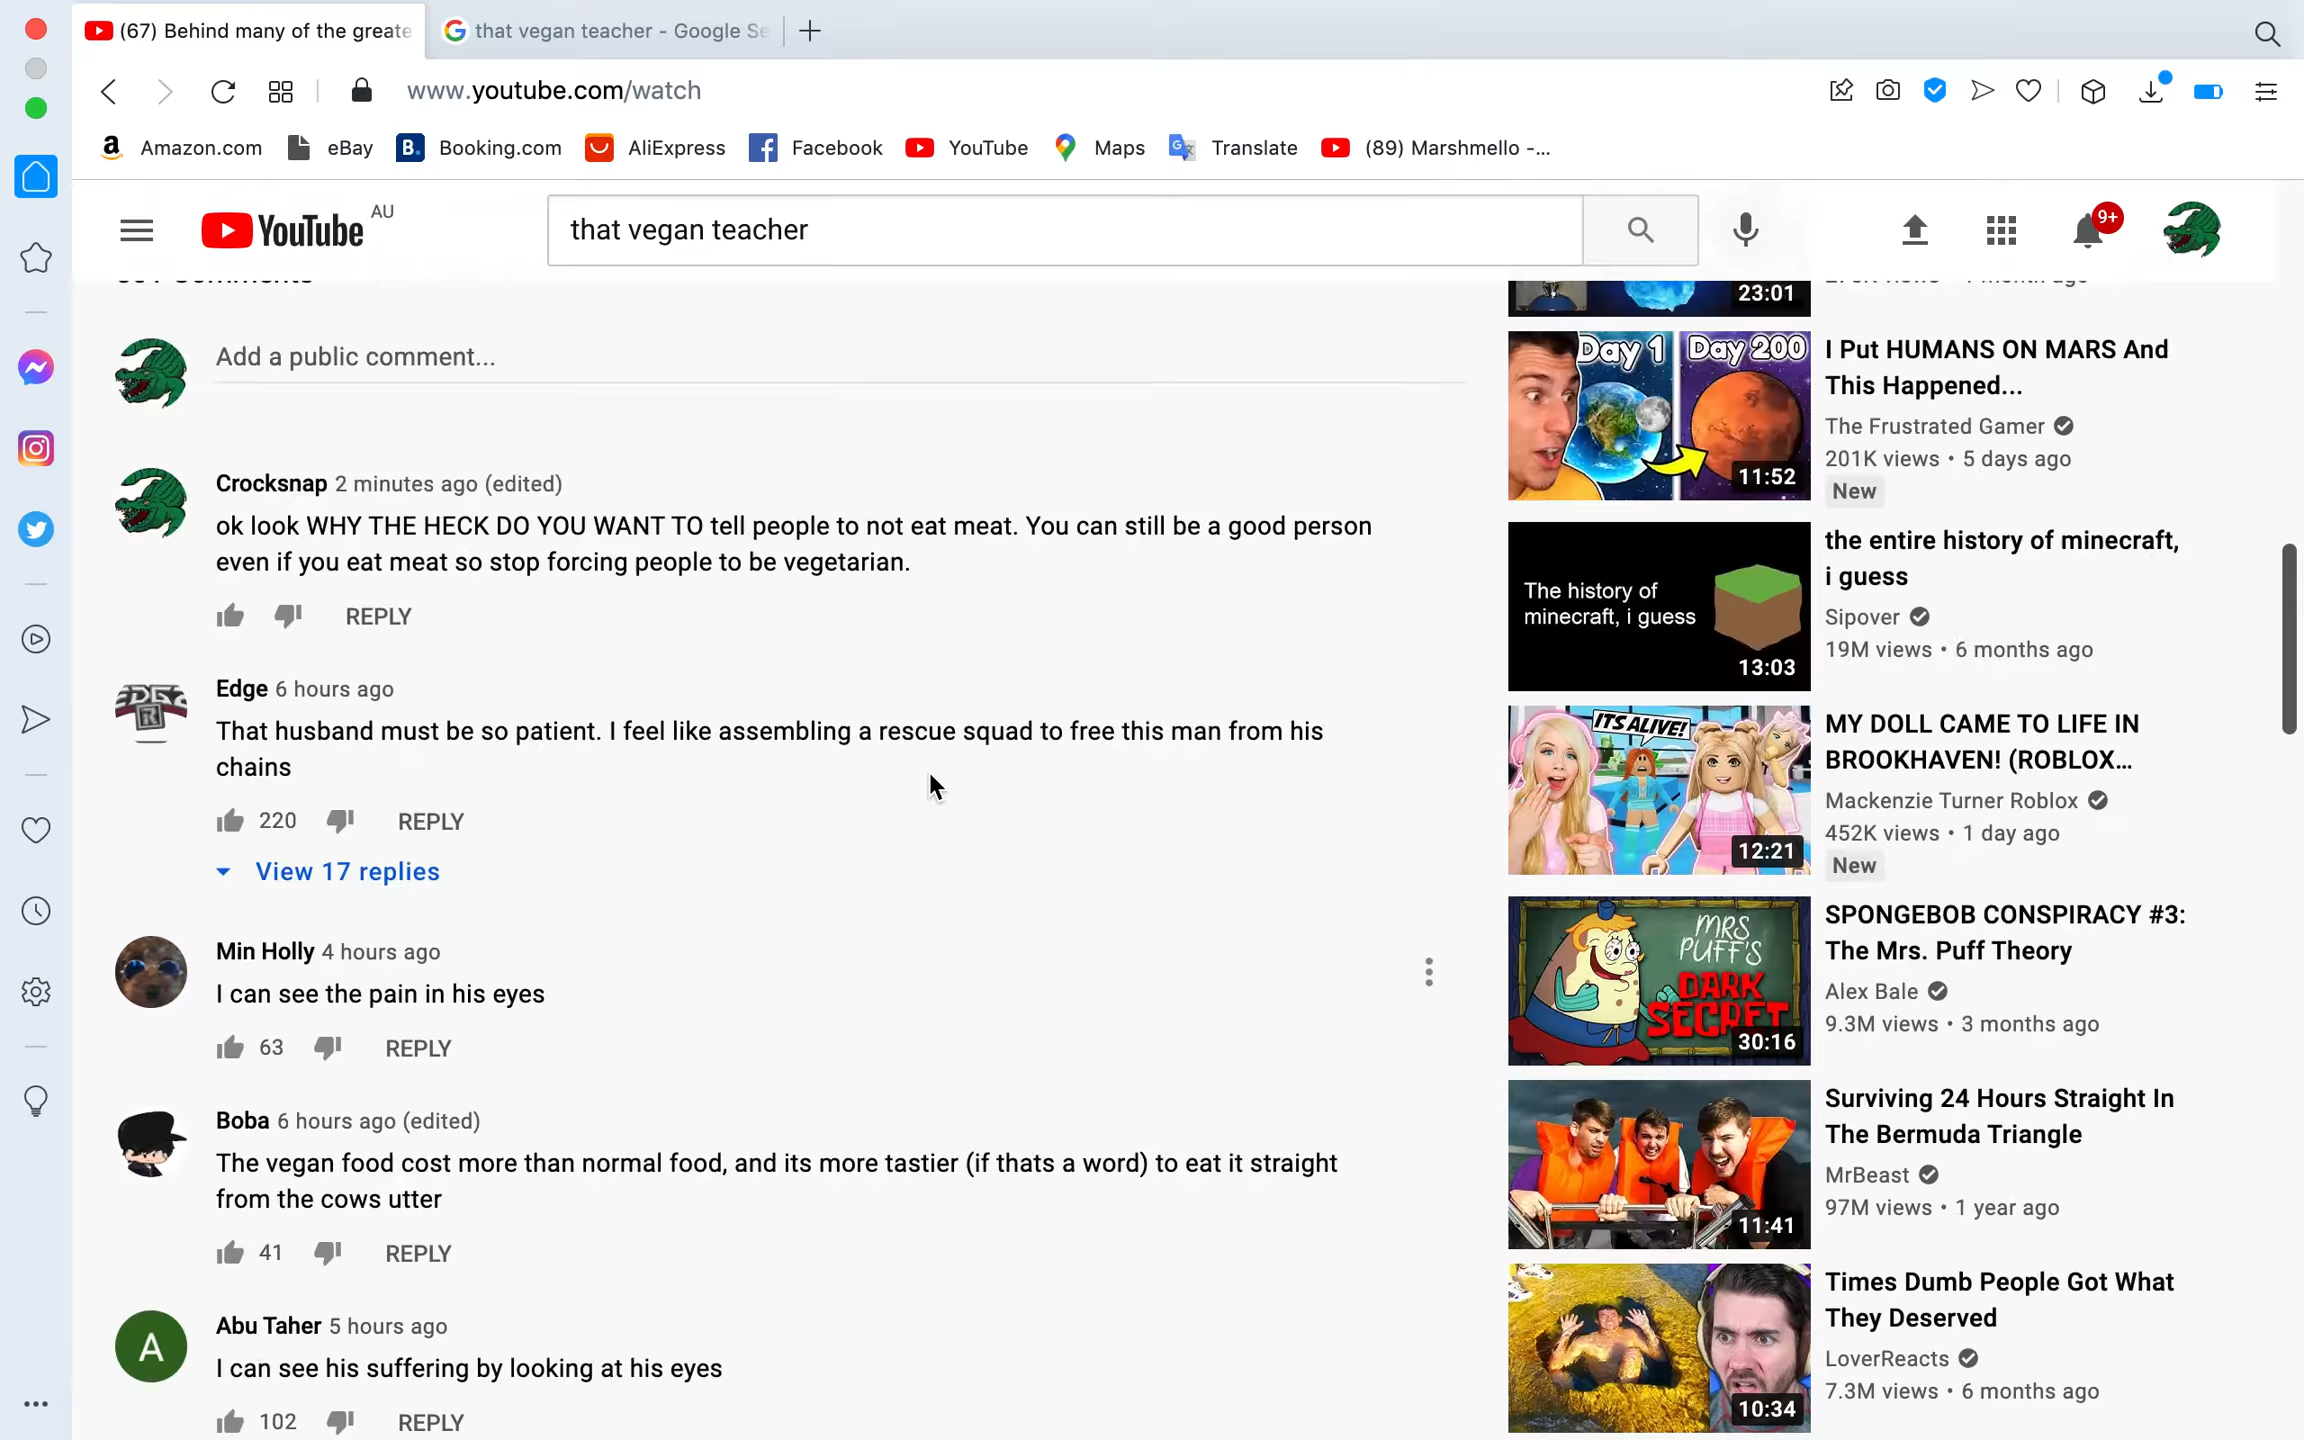 (67) Behind many of the greate
that vegan teacher - Google Se
www.youtube.com/watch
Amazon.com
eBay
Booking.com
AliExpress
Facebook
YouTube
Maps
Translate
(89) Marshmello -...
YouTube AU
that vegan teacher
9+
Comments
Add a public comment...
Crocksnap 2 minutes ago (edited)
ok look WHY THE HECK DO YOU WANT TO tell people to not eat meat. You can still be a good person
even if you eat meat so stop forcing people to be vegetarian.
REPLY
Edge 6 hours ago
That husband must be so patient. I feel like assembling a rescue squad to free this man from his
chains
220 REPLY
View 17 replies
Min Holly 4 hours ago
I can see the pain in his eyes
63 REPLY
Boba 6 hours ago (edited)
The vegan food cost more than normal food, and its more tastier (if thats a word) to eat it straight
from the cows utter
41 REPLY
A
Abu Taher 5 hours ago
I can see his suffering by looking at his eyes
102 REPLY
23:01
Day 1 Day 200
11:52
I Put HUMANS ON MARS And
This Happened...
The Frustrated Gamer
201K views • 5 days ago
New
The history of
minecraft, i guess
13:03
the entire history of minecraft,
i guess
Sipover
19M views • 6 months ago
ITS ALIVE!
12:21
MY DOLL CAME TO LIFE IN
BROOKHAVEN! (ROBLOX...
Mackenzie Turner Roblox
452K views • 1 day ago
New
MRS
PUFF'S
DARK
SECRET
30:16
SPONGEBOB CONSPIRACY #3:
The Mrs. Puff Theory
Alex Bale
9.3M views • 3 months ago
11:41
Surviving 24 Hours Straight In
The Bermuda Triangle
MrBeast
97M views • 1 year ago
10:34
Times Dumb People Got What
They Deserved
LoverReacts
7.3M views • 6 months ago